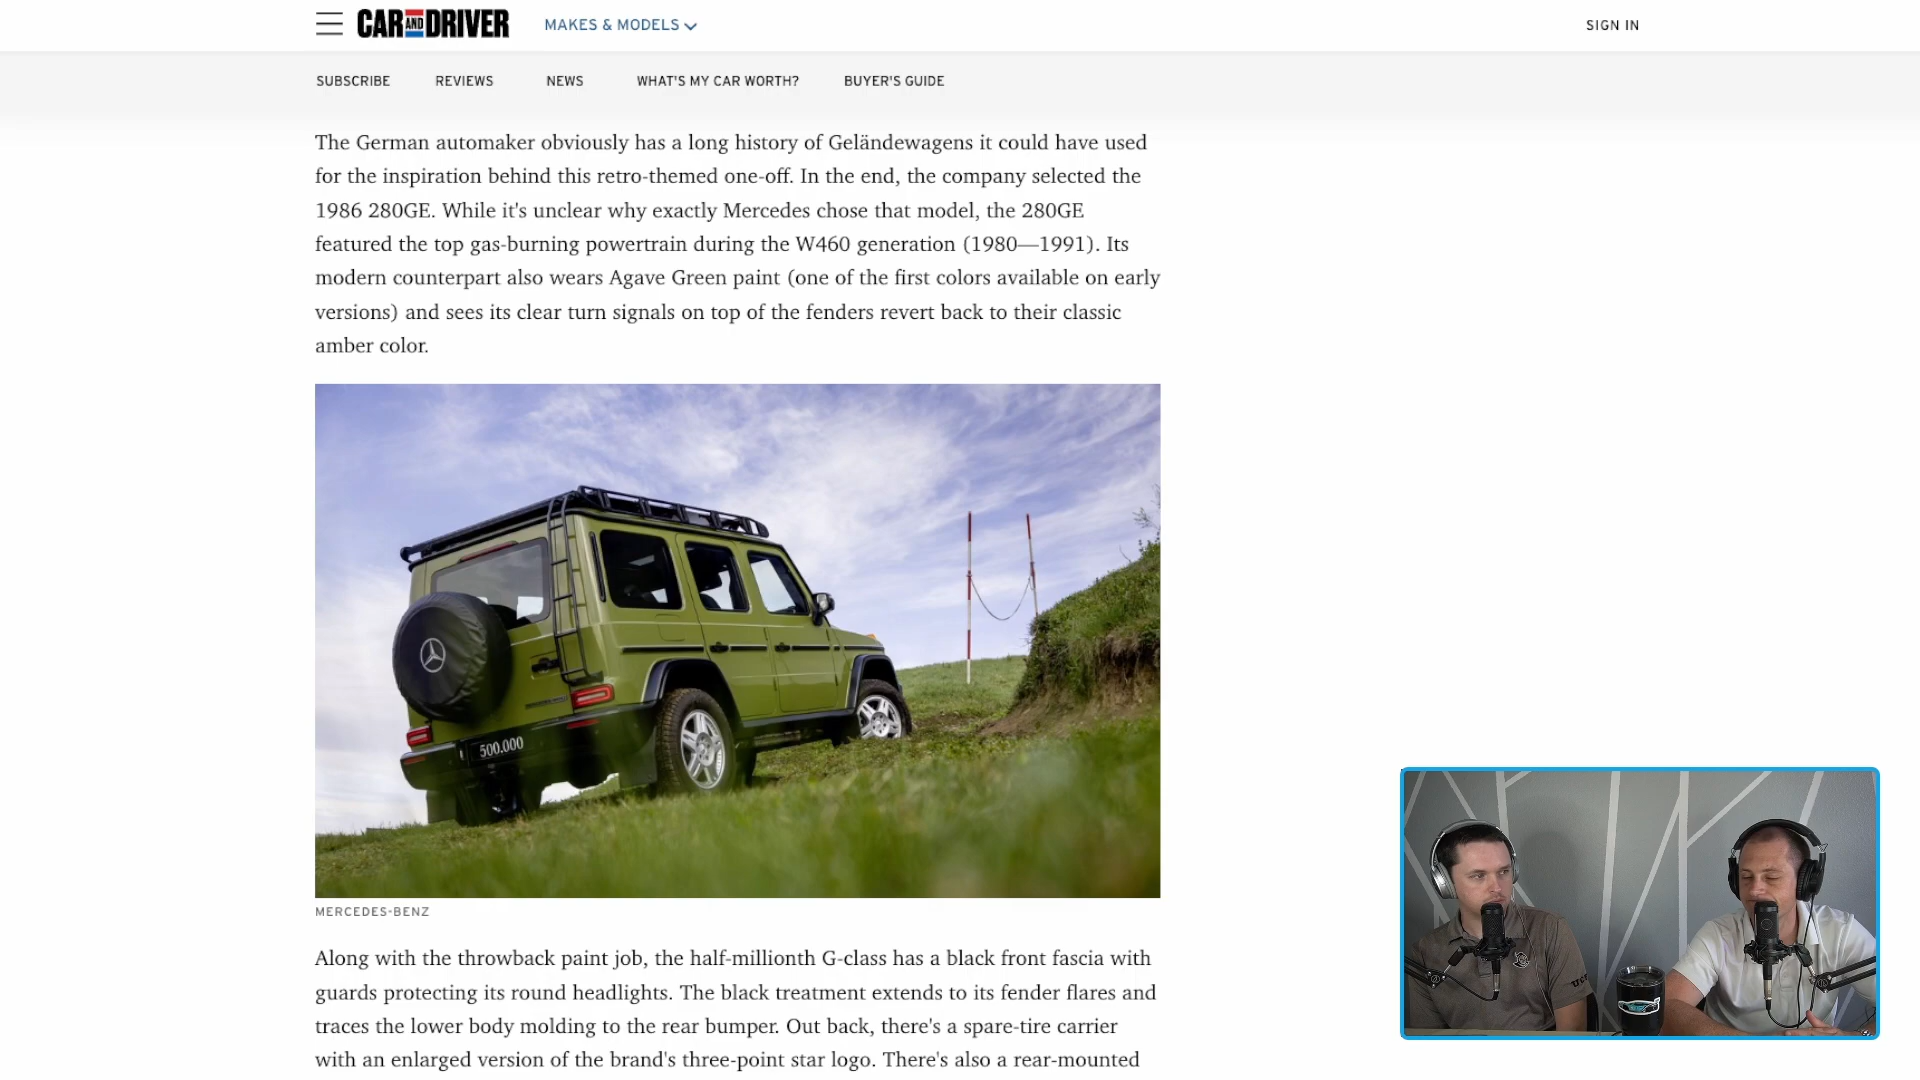 CAR AND DRIVER
MAKES & MODELS
SIGN IN
SUBSCRIBE REVIEWS NEWS WHAT'S MY CAR WORTH? BUYER'S GUIDE
The German automaker obviously has a long history of Geländewagens it could have used
for the inspiration behind this retro-themed one-off. In the end, the company selected the
1986 280GE. While it's unclear why exactly Mercedes chose that model, the 280GE
featured the top gas-burning powertrain during the W460 generation (1980—1991). Its
modern counterpart also wears Agave Green paint (one of the first colors available on early
versions) and sees its clear turn signals on top of the fenders revert back to their classic
amber color.
500.000
MERCEDES-BENZ
Along with the throwback paint job, the half-millionth G-class has a black front fascia with
guards protecting its round headlights. The black treatment extends to its fender flares and
traces the lower body molding to the rear bumper. Out back, there's a spare-tire carrier
with an enlarged version of the brand's three-point star logo. There's also a rear-mounted